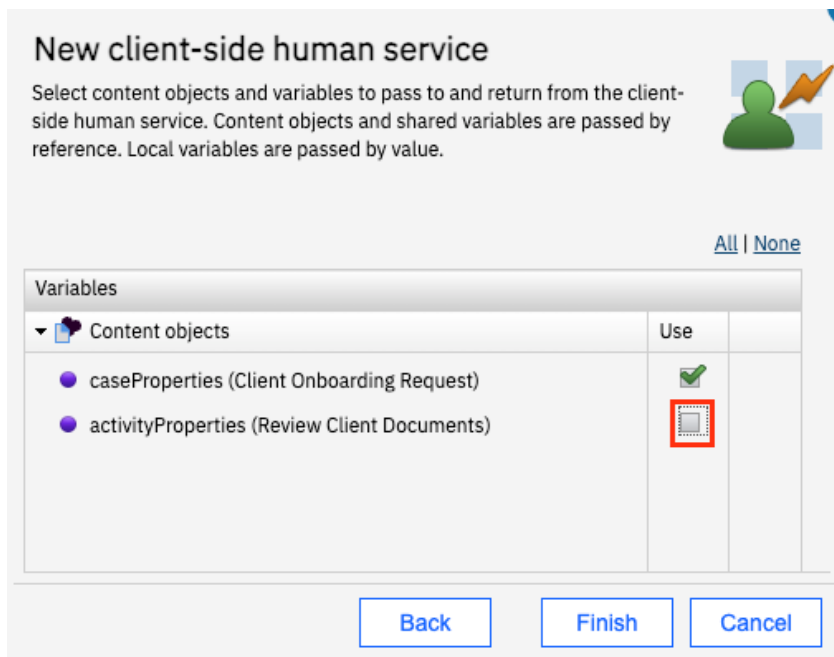 New client-side human service
Select content objects and variables to pass to and return from the client-
side human service. Content objects and shared variables are passed by
reference. Local variables are passed by value.
All | None
Variables
Content objects Use
caseProperties (Client Onboarding Request)
activityProperties (Review Client Documents)
Back Finish Cancel